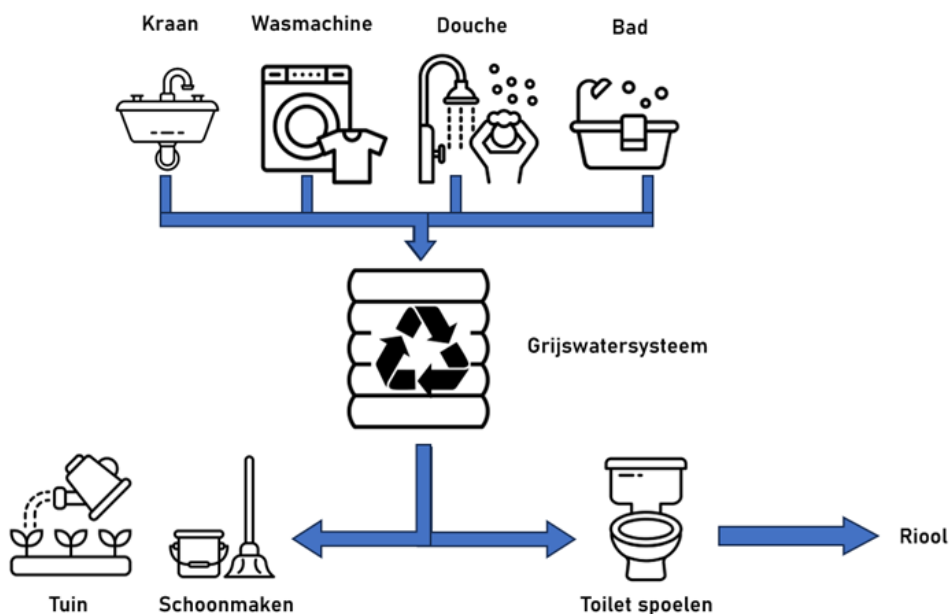 Kraan
Wasmachine
Douche
Bad
Grijswatersysteem
Riool
Tuin
Schoonmaken
Toilet spoelen